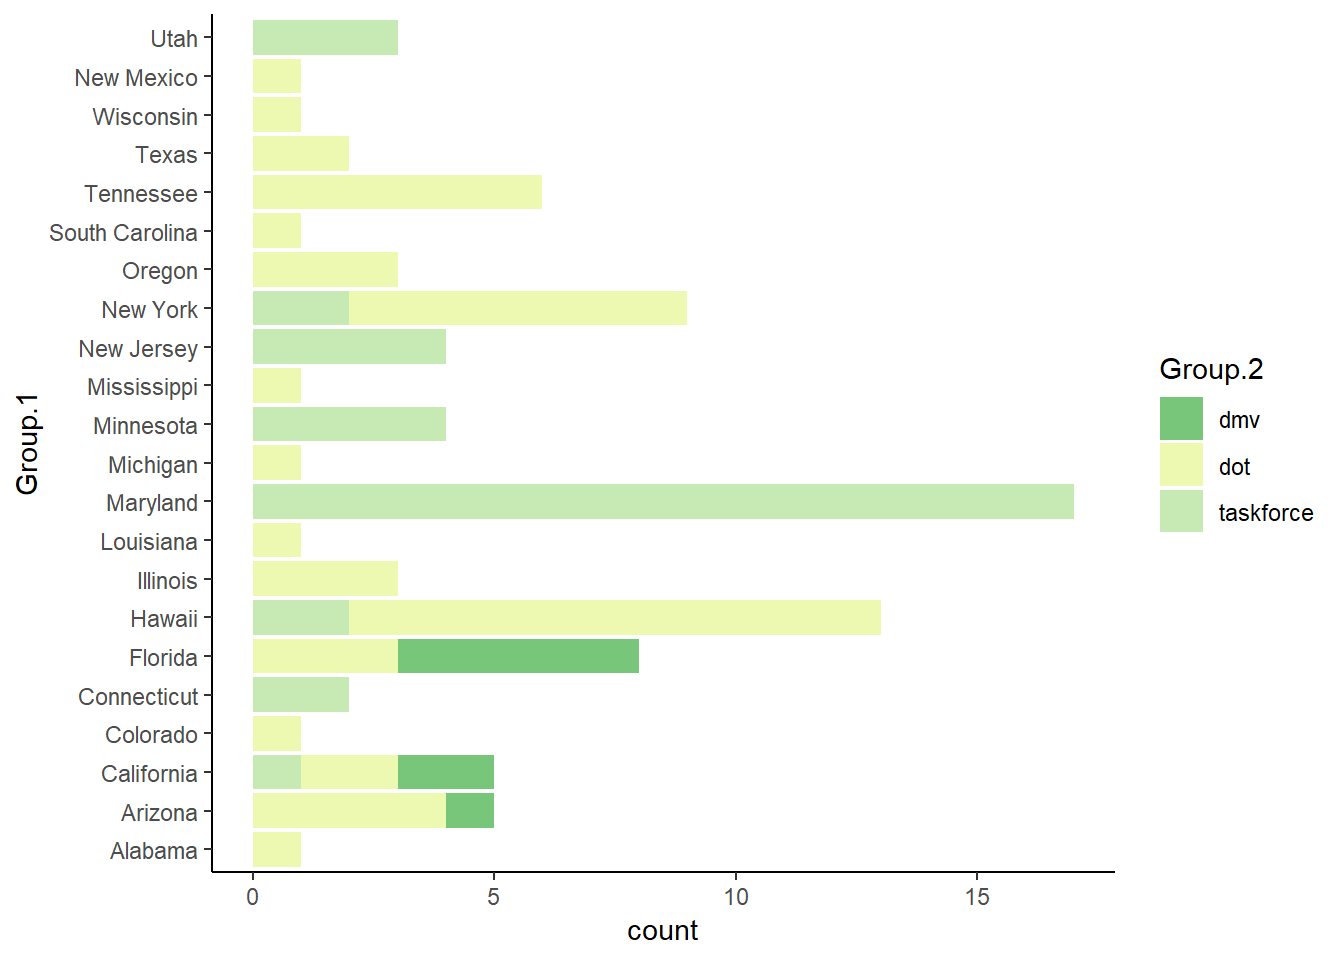 Utah
New Mexico
Wisconsin
Texas
Tennessee
South Carolina
Oregon
New York
New Jersey
Mississippi
Minnesota
Michigan
Maryland
Louisiana
Illinois
Hawaii
Florida
Connecticut
Colorado
California
Arizona
Alabama
Group.1
0 5 10 15
count
Group.2
dmv
dot
taskforce